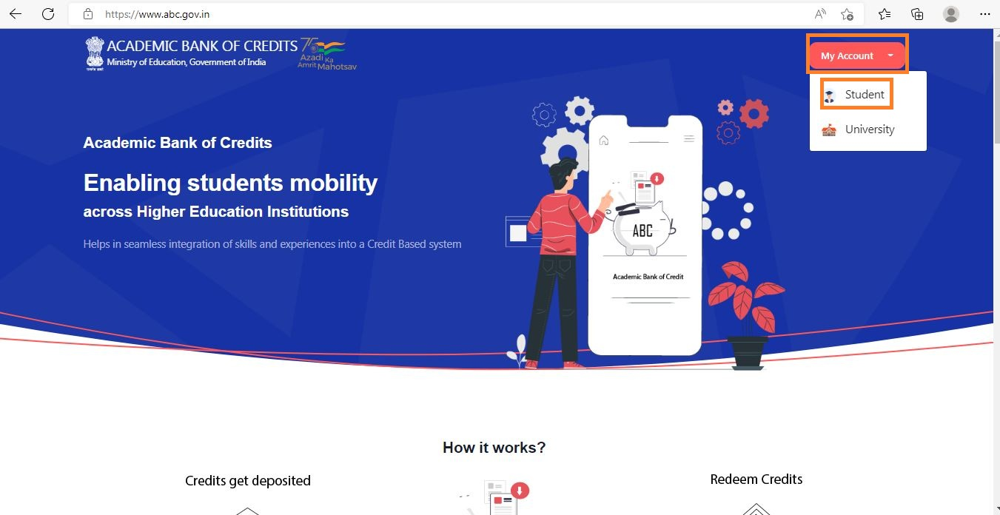 https://www.abc.gov.in
ACADEMIC BANK OF CREDITS
Ministry of Education, Government of India
75
Azadi Ka
Amrit Mahotsav
My Account
Student
University
Academic Bank of Credits
Enabling students mobility
across Higher Education Institutions
Helps in seamless integration of skills and experiences into a Credit Based system
ABC
Academic Bank of Credit
How it works?
Credits get deposited
Redeem Credits